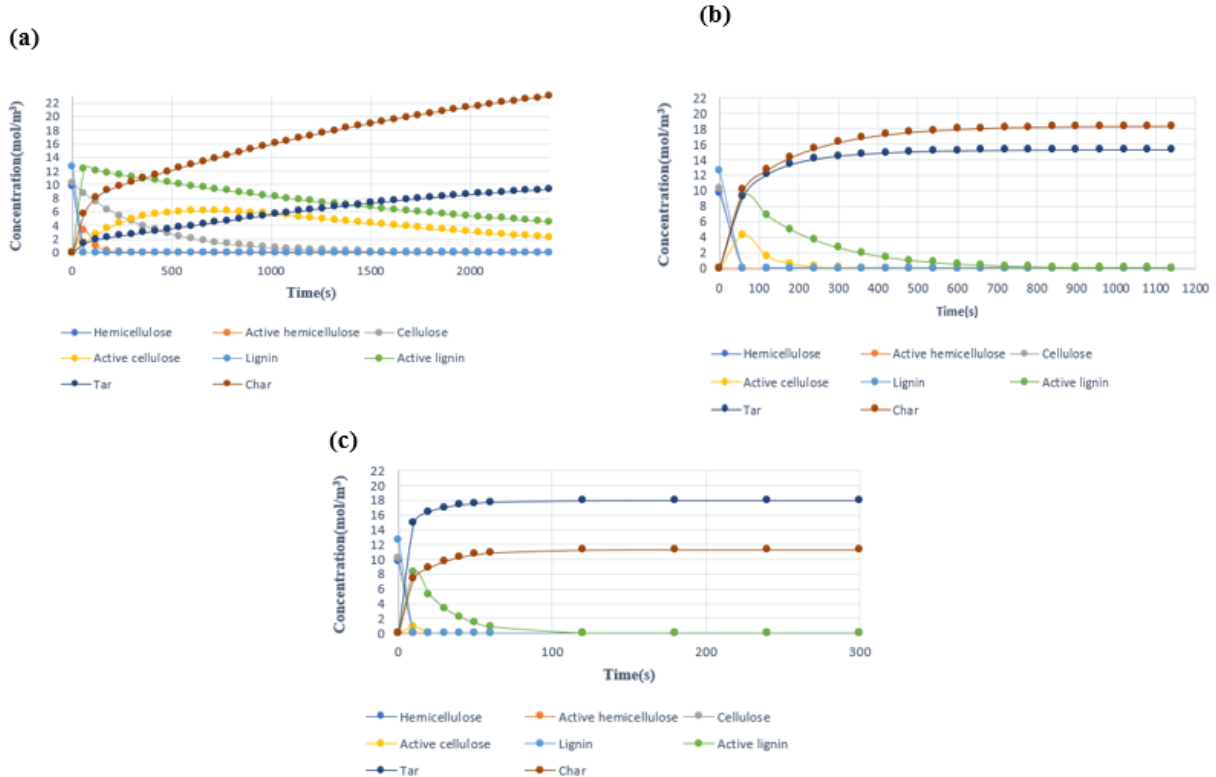 (a)
Concentration(mol/m³)
22
20
18
16
14
12
10
8
6
4
2
0
0 500 1000 1500 2000
Time(s)
Hemicellulose Active hemicellulose Cellulose
Active cellulose Lignin Active lignin
Tar Char
(b)
Concentration(mol/m³)
22
20
18
16
14
12
10
8
6
4
2
0
0 100 200 300 400 500 600 700 800 900 1000 1100 1200
Time(s)
Hemicellulose Active hemicellulose Cellulose
Active cellulose Lignin Active lignin
Tar Char
(c)
Concentration(mol/m³)
22
20
18
16
14
12
10
8
6
4
2
0
0 100 200 300
Time(s)
Hemicellulose Active hemicellulose Cellulose
Active cellulose Lignin Active lignin
Tar Char